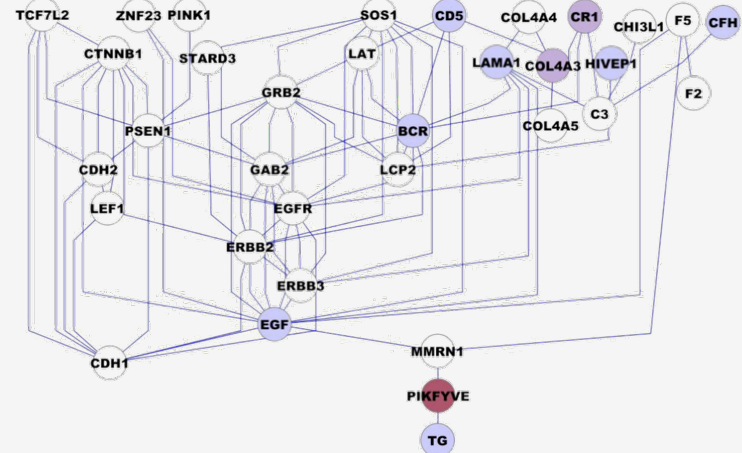 TCF7L2
ZNF23
PINK1
SOS1
CD5
COL4A4
CR1
CHI3L1
F5
CFH
CTNNB1
STARD3
LAT
LAMA1
COL4A3
HIVEP1
GRB2
F2
PSEN1
BCR
COL4A5
C3
CDH2
GAB2
LCP2
LEF1
EGFR
ERBB2
ERBB3
EGF
CDH1
MMRN1
PIKFYVE
TG